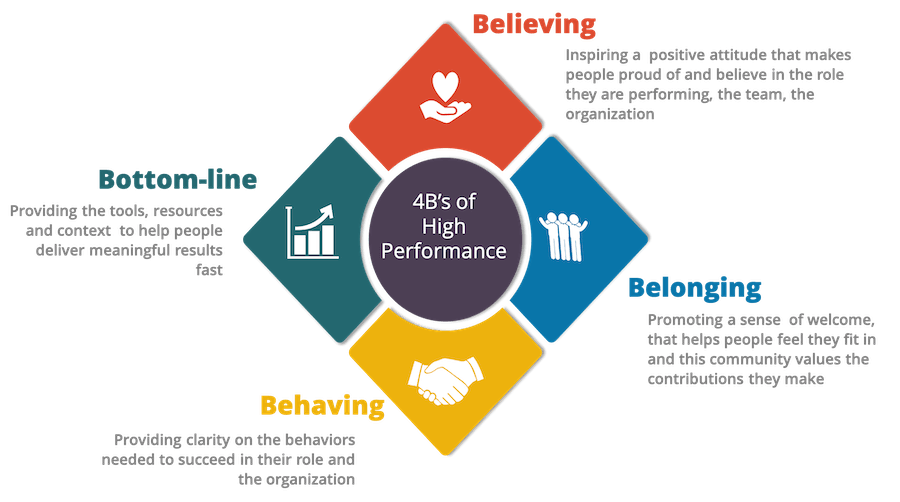 Believing
Inspiring a positive attitude that makes
people proud of and believe in the role
they are performing, the team, the
organization
Bottom-line
Providing the tools, resources
and context to help people
deliver meaningful results
fast
4B's of
High
Performance
Belonging
Promoting a sense of welcome,
that helps people feel they fit in
and this community values the
contributions they make
Behaving
Providing clarity on the behaviors
needed to succeed in their role and
the organization